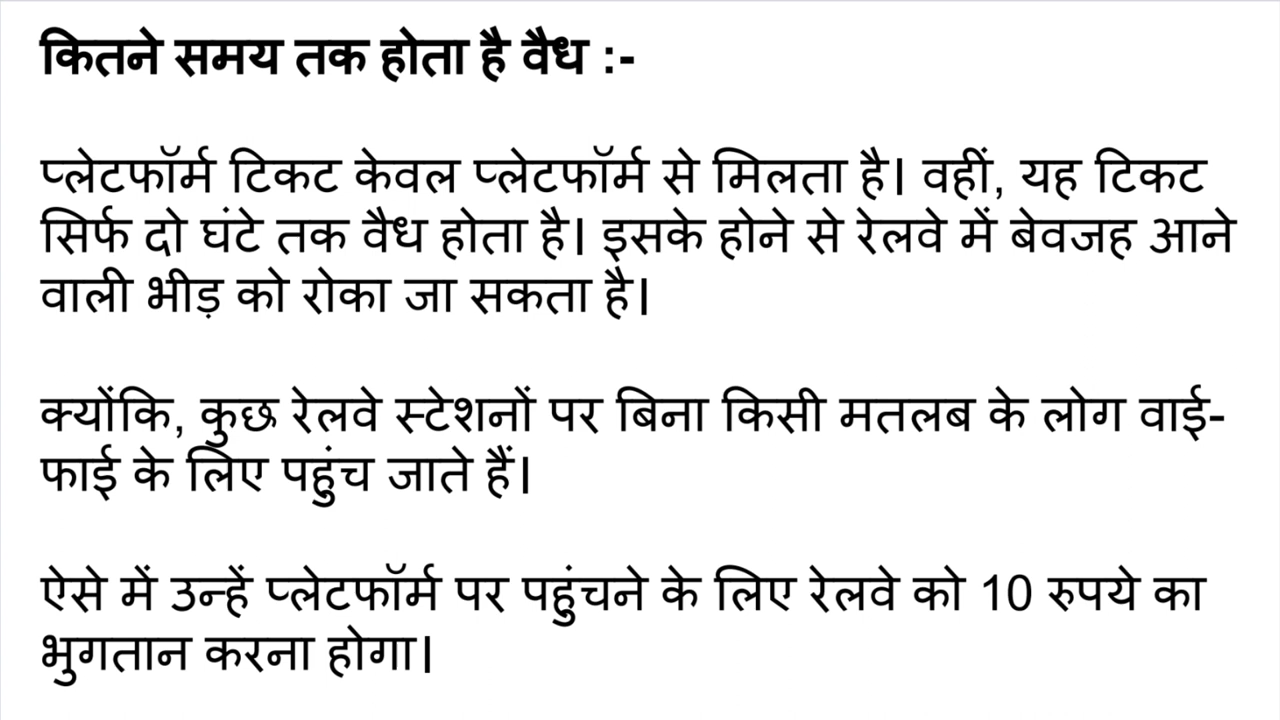 कितने समय तक होता है वैध :-
प्लेटफॉर्म टिकट केवल प्लेटफॉर्म से मिलता है। वहीं, यह टिकट
सिर्फ दो घंटे तक वैध होता है। इसके होने से रेलवे में बेवजह आने
वाली भीड़ को रोका जा सकता है।
क्योंकि, कुछ रेलवे स्टेशनों पर बिना किसी मतलब के लोग वाई-
फाई के लिए पहुंच जाते हैं।
ऐसे में उन्हें प्लेटफॉर्म पर पहुंचने के लिए रेलवे को 10 रुपये का
भुगतान करना होगा।